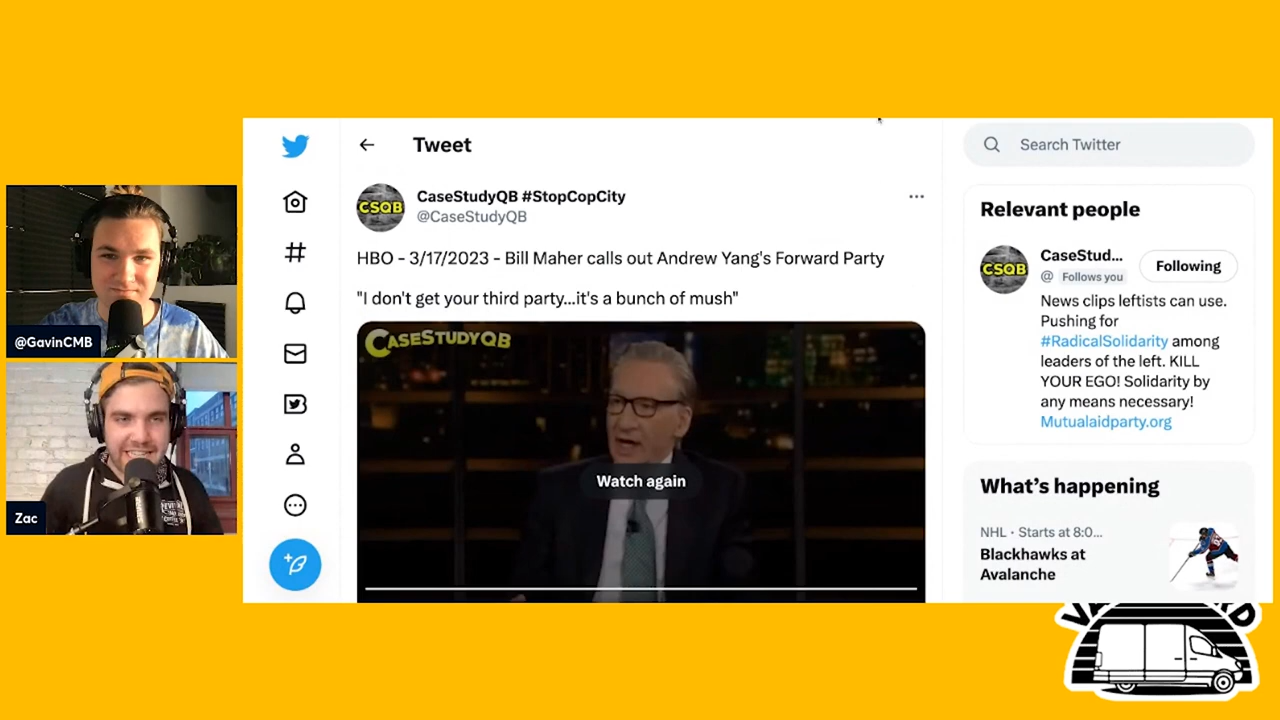 Tweet
Search Twitter
CSQB
CaseStudyQB #StopCopCity
@CaseStudyQB
HBO - 3/17/2023 - Bill Maher calls out Andrew Yang's Forward Party
"I don't get your third party...it's a bunch of mush"
CASESTUDYQB
Watch again
Relevant people
CSQB
CaseStud...
@ Follows you
Following
News clips leftists can use.
Pushing for
#RadicalSolidarity among
leaders of the left. KILL
YOUR EGO! Solidarity by
any means necessary!
Mutualaidparty.org
What's happening
NHL · Starts at 8:0...
Blackhawks at
Avalanche
@GavinCMB
Zac